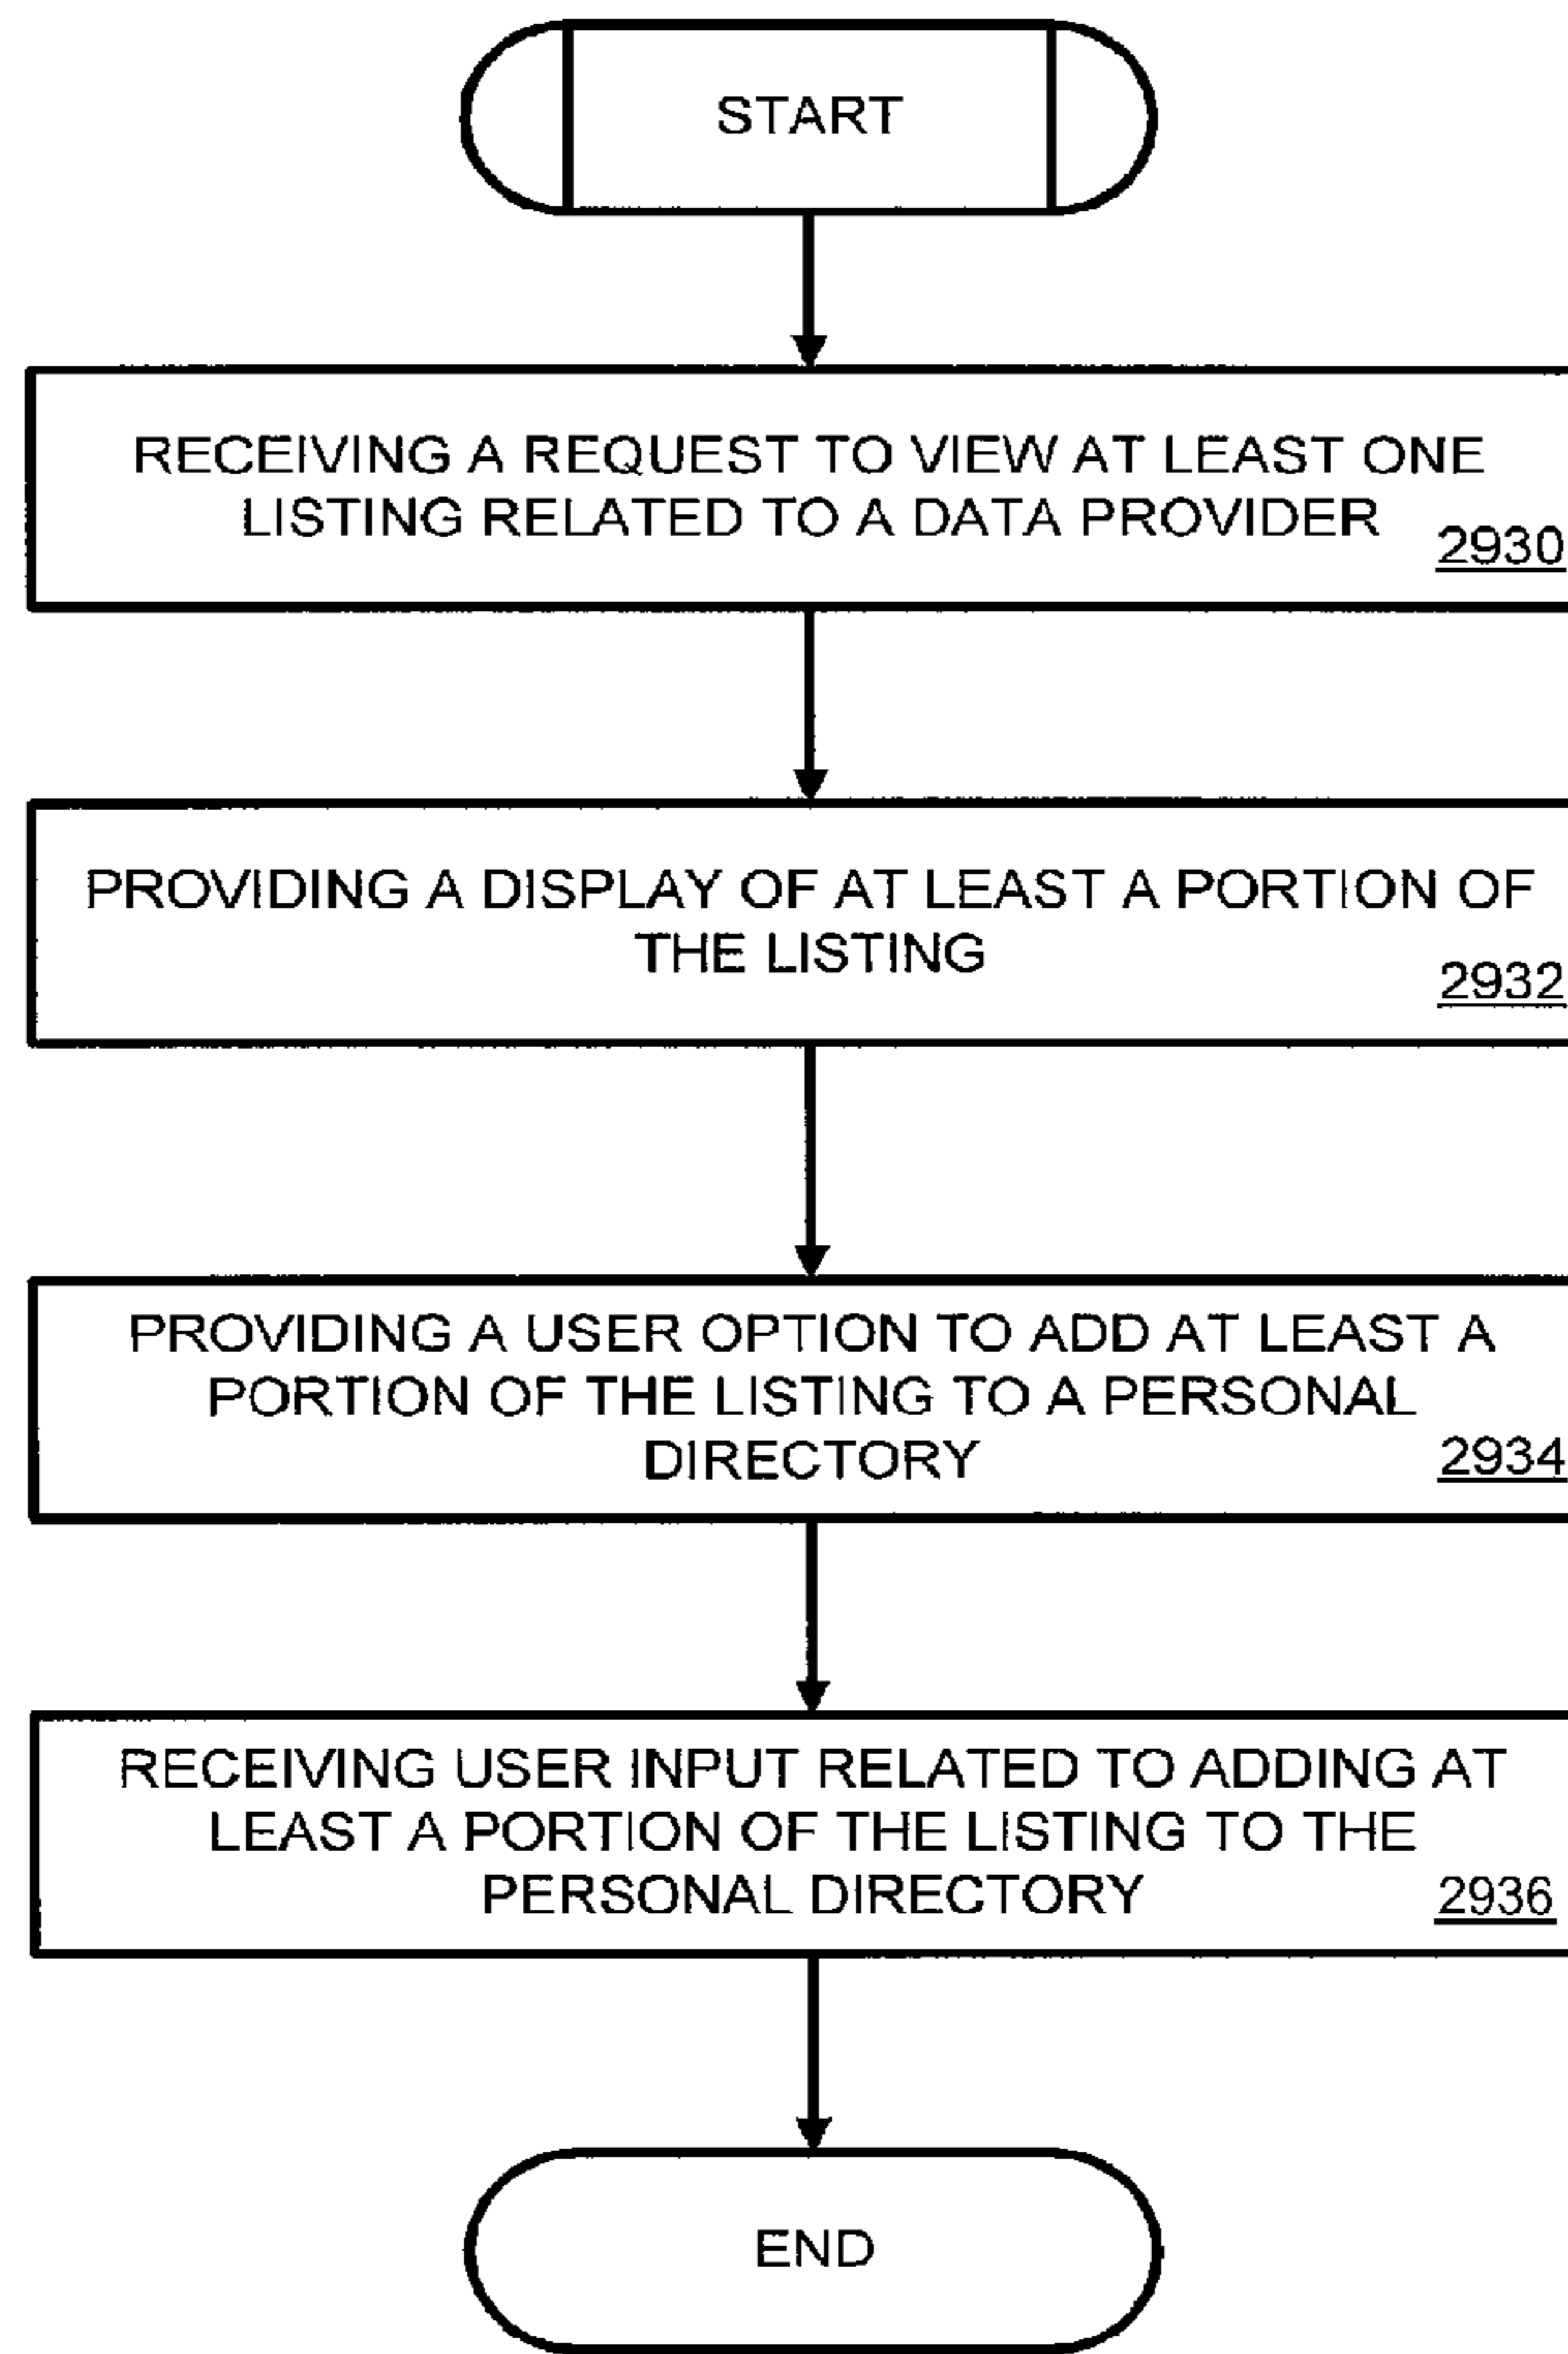 START
RECEIVING A REQUEST TO VIEW AT LEAST ONE
LISTING RELATED TO A DATA PROVIDER
2930
PROVIDING A DISPLAY OF AT LEAST A PORTION OF
THE LISTING
2932
PROVIDING A USER OPTION TO ADD AT LEAST A
PORTION OF THE LISTING TO A PERSONAL
DIRECTORY
2934
RECEIVING USER INPUT RELATED TO ADDING AT
LEAST A PORTION OF THE LISTING TO THE
PERSONAL DIRECTORY
2936
END